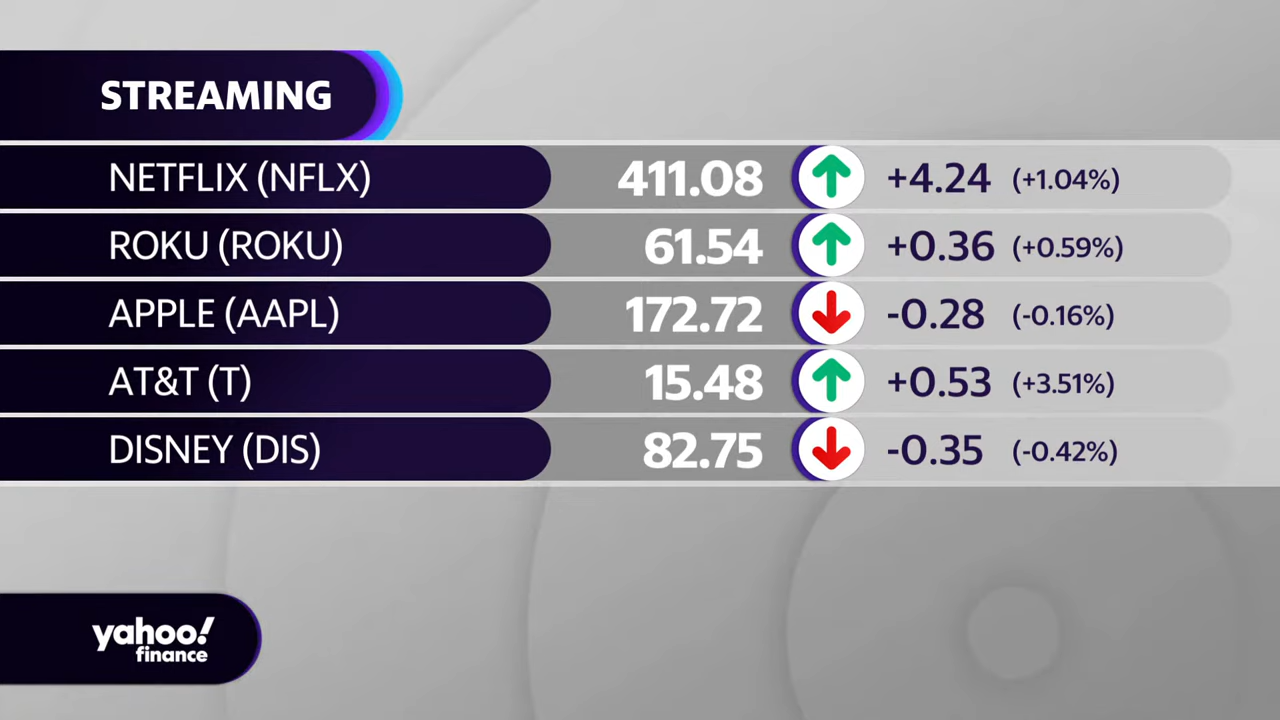 STREAMING
NETFLIX (NFLX) 411.08 +4.24 (+1.04%)
ROKU (ROKU) 61.54 +0.36 (+0.59%)
APPLE (AAPL) 172.72 -0.28 (-0.16%)
AT&T (T) 15.48 +0.53 (+3.51%)
DISNEY (DIS) 82.75 -0.35 (-0.42%)
yahoo!
finance